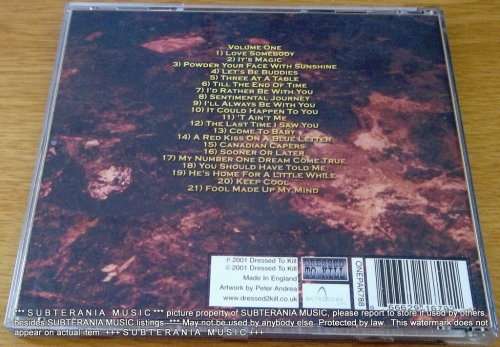 VOLUME ONE
1) LOVE SOMEBODY
2) IT'S MAGIC
3) POWDER YOUR FACE WITH SUNSHINE
4) LET'S BE BUDDIES
5) THREE AT A TABLE
6) TILL THE END OF TIME
7) I'D RATHER BE WITH YOU
8) SENTIMENTAL JOURNEY
9) I'LL ALWAYS BE WITH YOU
10) IT COULD HAPPEN TO YOU
11) 'T AIN'T ME
12) THE LAST TIME I SAW YOU
13) COME TO BABY
14) A RED KISS ON A BLUE LETTER
15) CANADIAN CAPERS
16) SOONER OR LATER
17) MY NUMBER ONE DREAM COME TRUE
18) YOU SHOULD HAVE TOLD ME
19) HE'S HOME FOR A LITTLE WHILE
20) KEEP COOL
21) FOOL MADE UP MY MIND
℗ 2001 Dressed To Kill
© 2001 Dressed To Kill
Made In England
Artwork by Peter Andrea
www.dressed2kill.co.uk
ONEPAK768
*** SUBTERANIA MUSIC *** picture property of SUBTERANIA MUSIC, please report to store if used by others,
besides SUBTERANIA MUSIC listings *** May not be used by anybody else. Protected by law. This watermark does not
appear on actual item. +++ SUBTERANIA MUSIC +++